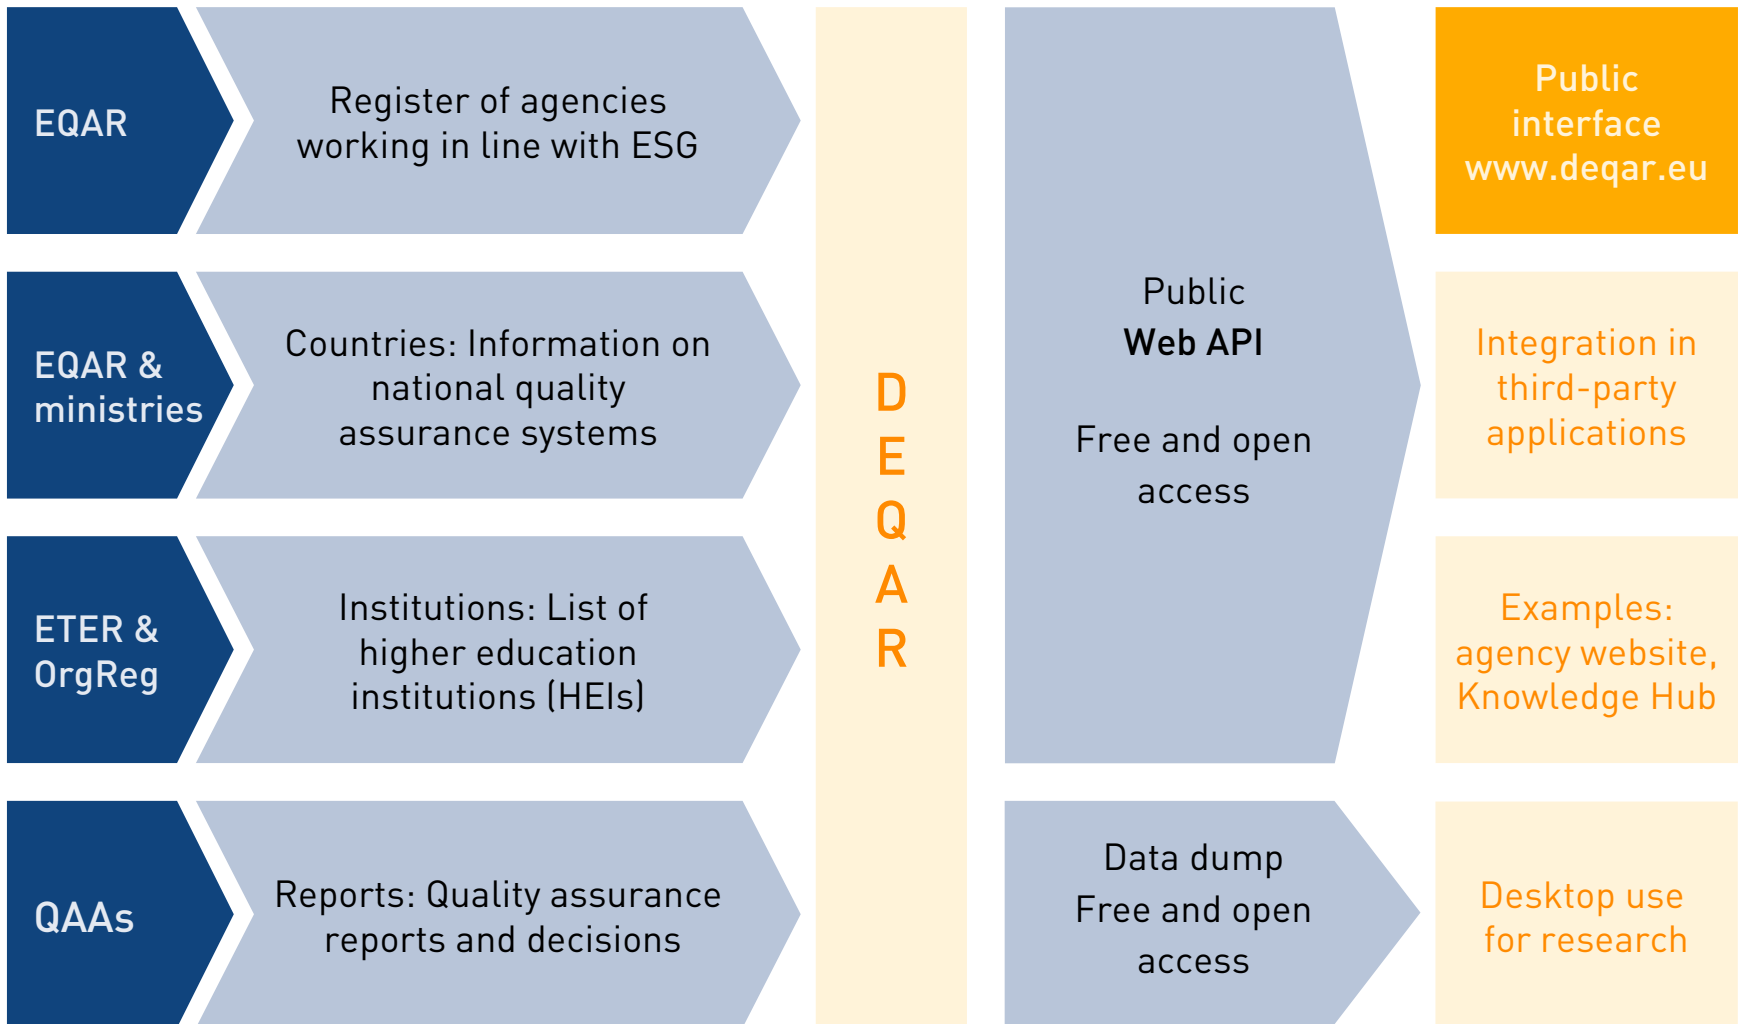 EQAR
Register of agencies
working in line with ESG
EQAR &
ministries
Countries: Information on
national quality
assurance systems
ETER &
OrgReg
Institutions: List of
higher education
institutions (HEIs)
QAAs
Reports: Quality assurance
reports and decisions
D
E
Q
A
R
Public
Web API
Free and open
access
Data dump
Free and open
access
Public
interface
www.deqar.eu
Integration in
third-party
applications
Examples:
agency website,
Knowledge Hub
Desktop use
for research